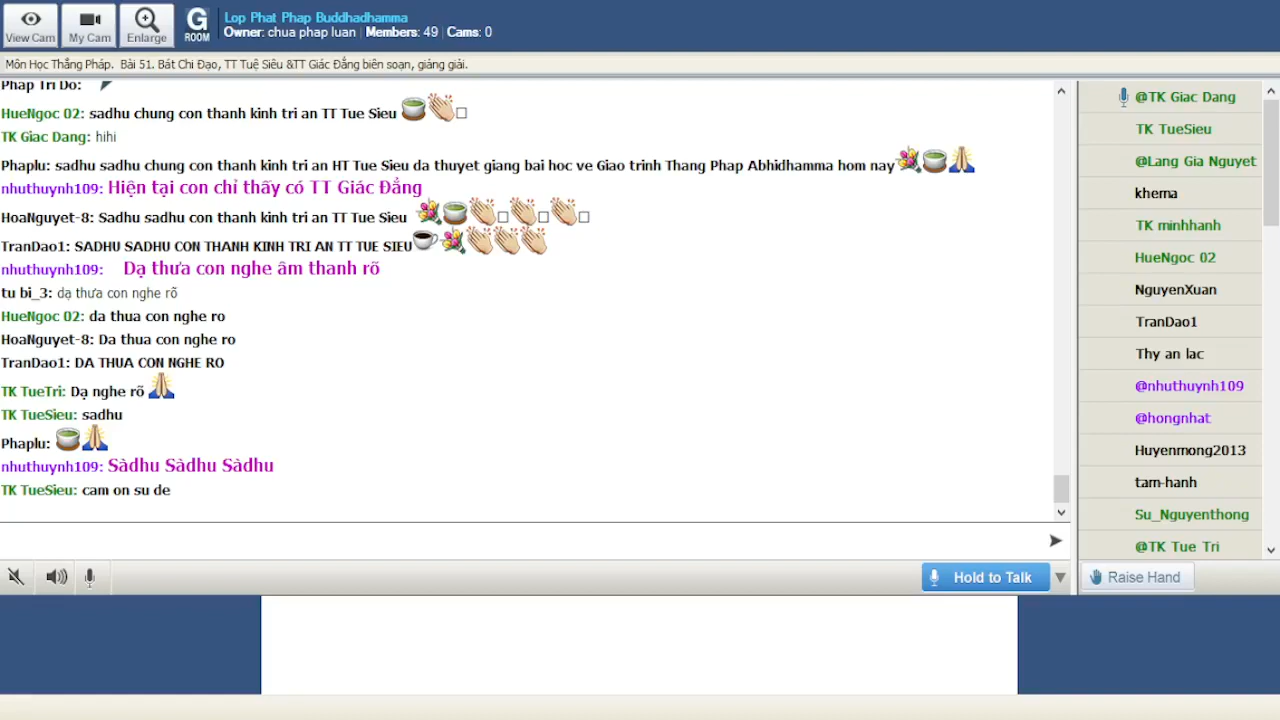 View Cam
My Cam
Enlarge
G
ROOM
Lop Phat Phap Buddhadhamma
Owner: chua phap luan | Members: 49 | Cams: 0
Môn Học Thắng Pháp. Bài 51. Bát Chi Đạo, TT Tuệ Siêu &TT Giác Đẳng biên soạn, giảng giải.
Phap Tri Do:
HueNgoc 02: sadhu chung con thanh kinh tri an TT Tue Sieu
TK Giac Dang: hihi
Phaplu: sadhu sadhu chung con thanh kinh tri an HT Tue Sieu da thuyet giang bai hoc ve Giao trinh Thang Phap Abhidhamma hom nay
nhuthuynh109: Hiện tại con chỉ thấy có TT Giác Đẳng
HoaNguyet-8: Sadhu sadhu con thanh kinh tri an TT Tue Sieu
TranDao1: SADHU SADHU CON THANH KINH TRI AN TT TUE SIEU
nhuthuynh109: Dạ thưa con nghe âm thanh rõ
tu bi_3: dạ thưa con nghe rõ
HueNgoc 02: da thua con nghe ro
HoaNguyet-8: Da thua con nghe ro
TranDao1: DA THUA CON NGHE RO
TK TueTri: Dạ nghe rõ
TK TueSieu: sadhu
Phaplu:
nhuthuynh109: Sàdhu Sàdhu Sàdhu
TK TueSieu: cam on su de
Hold to Talk
@TK Giac Dang
TK TueSieu
@Lang Gia Nguyet
khema
TK minhhanh
HueNgoc 02
NguyenXuan
TranDao1
Thy an lac
@nhuthuynh109
@hongnhat
Huyenmong2013
tam-hanh
Su_Nguyenthong
@TK Tue Tri
Raise Hand